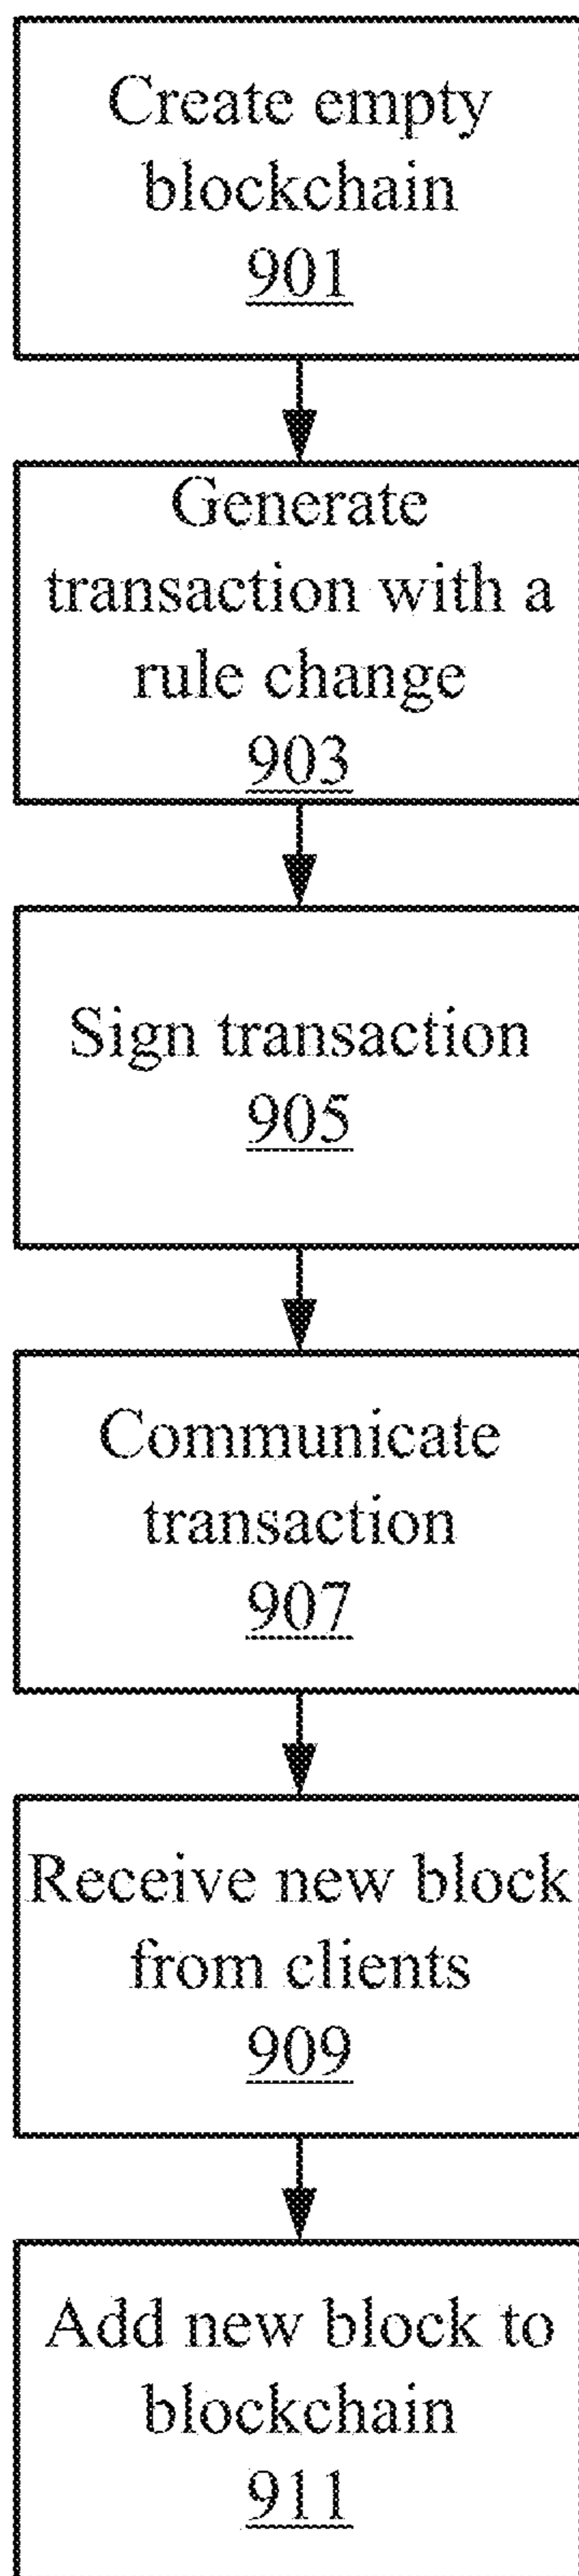 Create empty
blockchain
901
Generate
transaction with a
rule change
903
Sign transaction
905
Communicate
transaction
907
Receive new block
from clients
909
Add new block to
blockchain
911